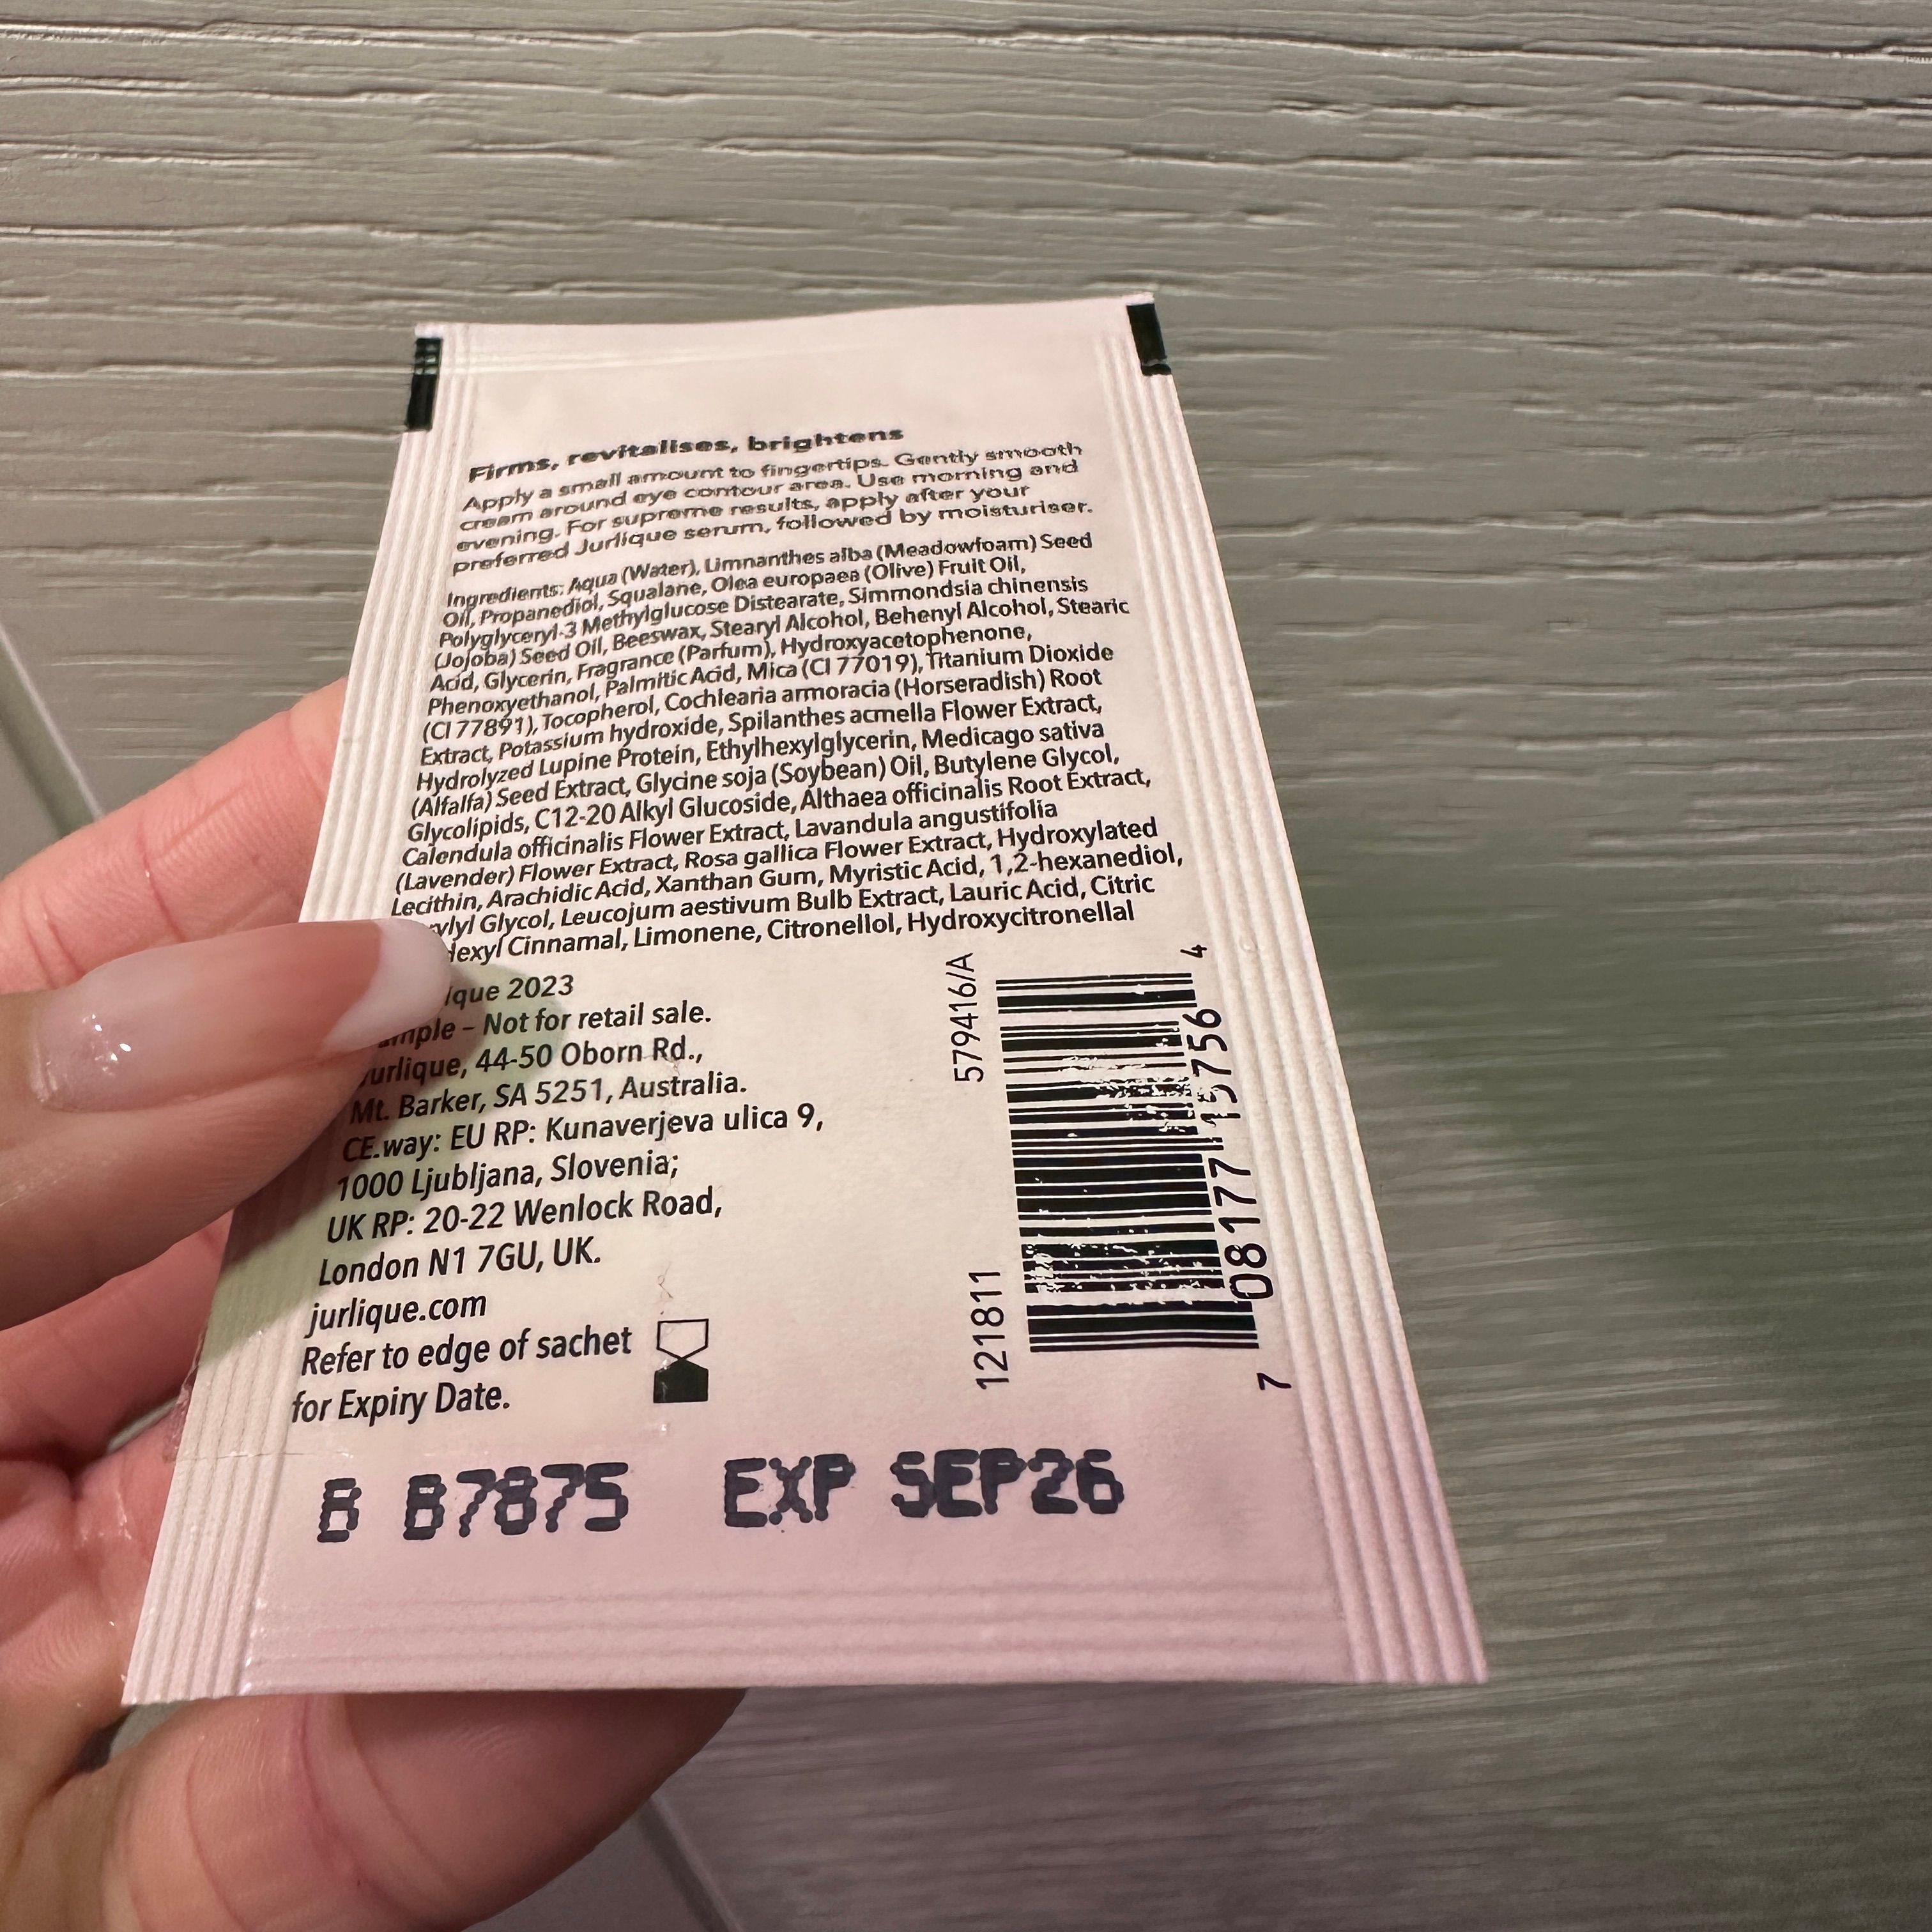 Firms, revitalises, brightens
Apply a small amount to fingertips. Gently smooth
cream around eye contour area. Use morning and
evening. For supreme results, apply after your
preferred Jurlique serum, followed by moisturiser.
Ingredients: Aqua (Water), Limnanthes alba (Meadowfoam) Seed
Oil, Propanediol, Squalane, Olea europaea (Olive) Fruit Oil,
Polyglyceryl-3 Methylglucose Distearate, Simmondsia chinensis
(Jojoba) Seed Oil, Beeswax, Stearyl Alcohol, Behenyl Alcohol, Stearic
Acid, Glycerin, Fragrance (Parfum), Hydroxyacetophenone,
Phenoxyethanol, Palmitic Acid, Mica (CI 77019), Titanium Dioxide
(CI 77891), Tocopherol, Cochlearia armoracia (Horseradish) Root
Extract, Potassium hydroxide, Spilanthes acmella Flower Extract,
Hydrolyzed Lupine Protein, Ethylhexylglycerin, Medicago sativa
(Alfalfa) Seed Extract, Glycine soja (Soybean) Oil, Butylene Glycol,
Glycolipids, C12-20 Alkyl Glucoside, Althaea officinalis Root Extract,
Calendula officinalis Flower Extract, Lavandula angustifolia
(Lavender) Flower Extract, Rosa gallica Flower Extract, Hydroxylated
Lecithin, Arachidic Acid, Xanthan Gum, Myristic Acid, 1,2-hexanediol,
Glycol, Leucojum aestivum Bulb Extract, Lauric Acid, Citric
Cinnamal, Limonene, Citronellol, Hydroxycitronellal
2023
– Not for retail sale.
Jurlique, 44-50 Oborn Rd.,
Mt. Barker, SA 5251, Australia.
CE.way: EU RP: Kunaverjeva ulica 9,
1000 Ljubljana, Slovenia;
UK RP: 20-22 Wenlock Road,
London N1 7GU, UK.
jurlique.com
Refer to edge of sachet
for Expiry Date.
121811
579416/A
7 08177 15756 4
B B7875 EXP SEP26